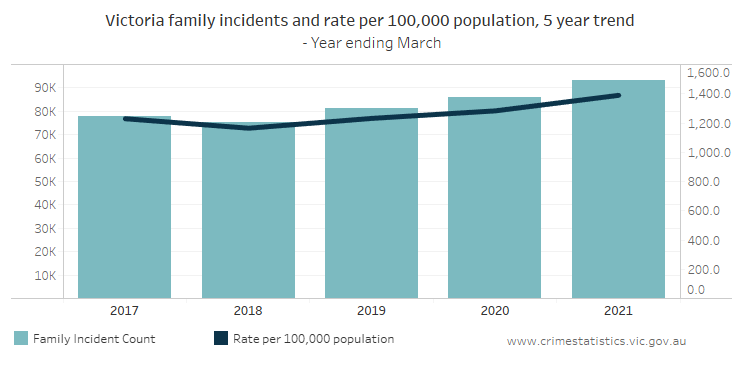 Victoria family incidents and rate per 100,000 population, 5 year trend
- Year ending March
90K
80K
70K
60K
50K
40K
30K
20K
10K
1,600.0
1,400.0
1,200.0
1,000.0
800.0
600.0
400.0
200.0
0.0
2017 2018 2019 2020 2021
Family Incident Count Rate per 100,000 population www.crimestatistics.vic.gov.au